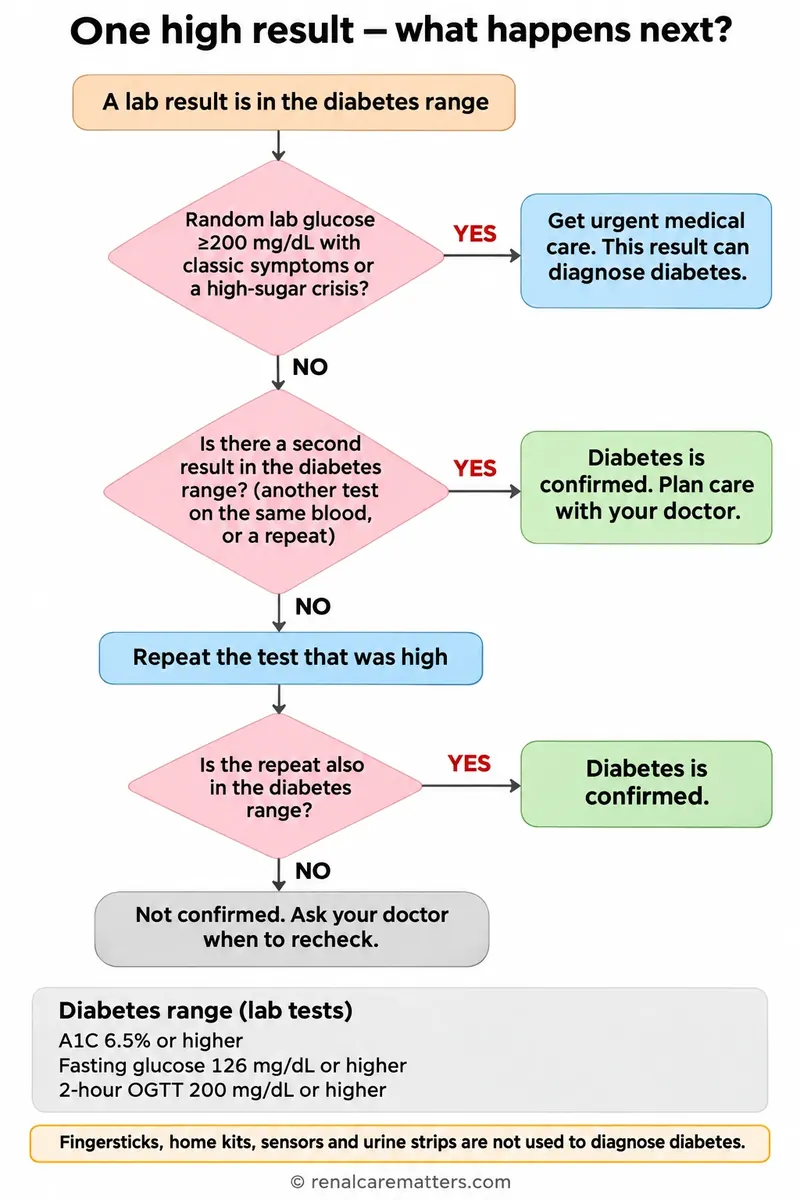 One high result – what happens next?
A lab result is in the diabetes range
Random lab glucose
≥200 mg/dL with
classic symptoms or
a high-sugar crisis?
YES
Get urgent medical
care. This result can
diagnose diabetes.
NO
Is there a second
result in the diabetes
range? (another test
on the same blood,
or a repeat)
YES
Diabetes is
confirmed. Plan care
with your doctor.
NO
Repeat the test that was high
Is the repeat also
in the diabetes
range?
YES
Diabetes is
confirmed.
NO
Not confirmed. Ask your doctor
when to recheck.
Diabetes range (lab tests)
A1C 6.5% or higher
Fasting glucose 126 mg/dL or higher
2-hour OGTT 200 mg/dL or higher
Fingersticks, home kits, sensors and urine strips are not used to diagnose diabetes.
© renalcarematters.com